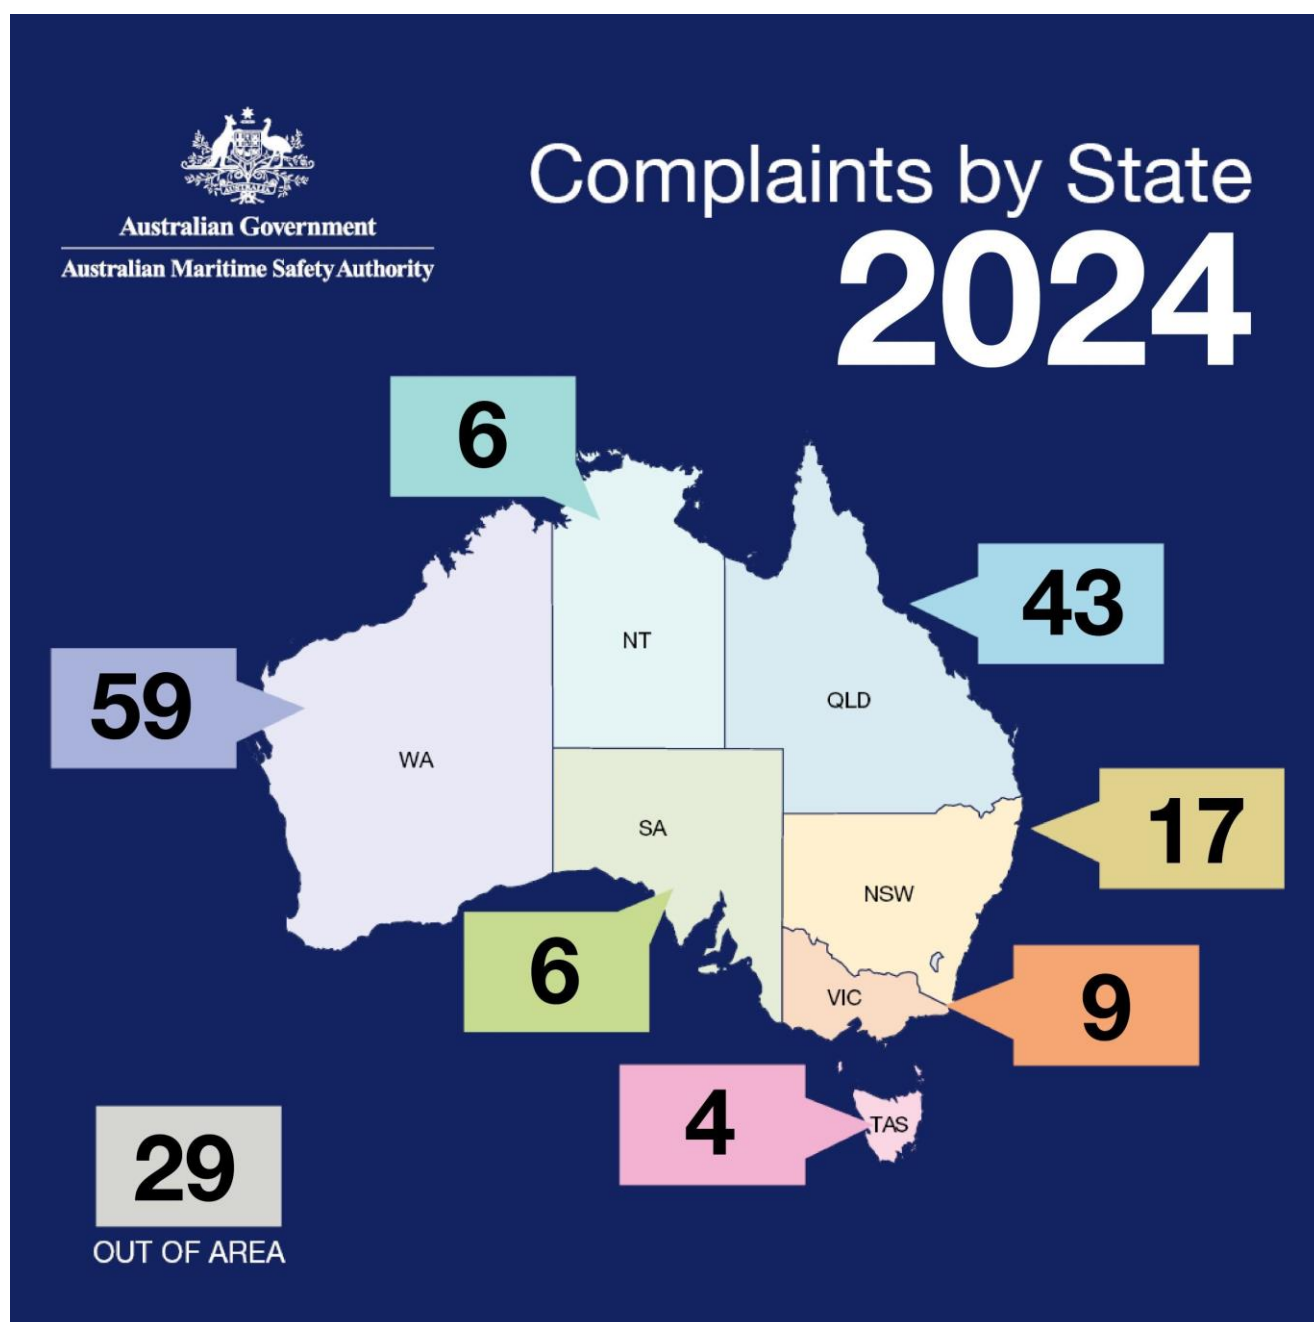 Complaints by State
2024
AUSTRALIA
Australian Government
Australian Maritime Safety Authority
6
43
59
NT
QLD
WA
17
SA
NSW
6
VIC
9
4
TAS
29
OUT OF AREA